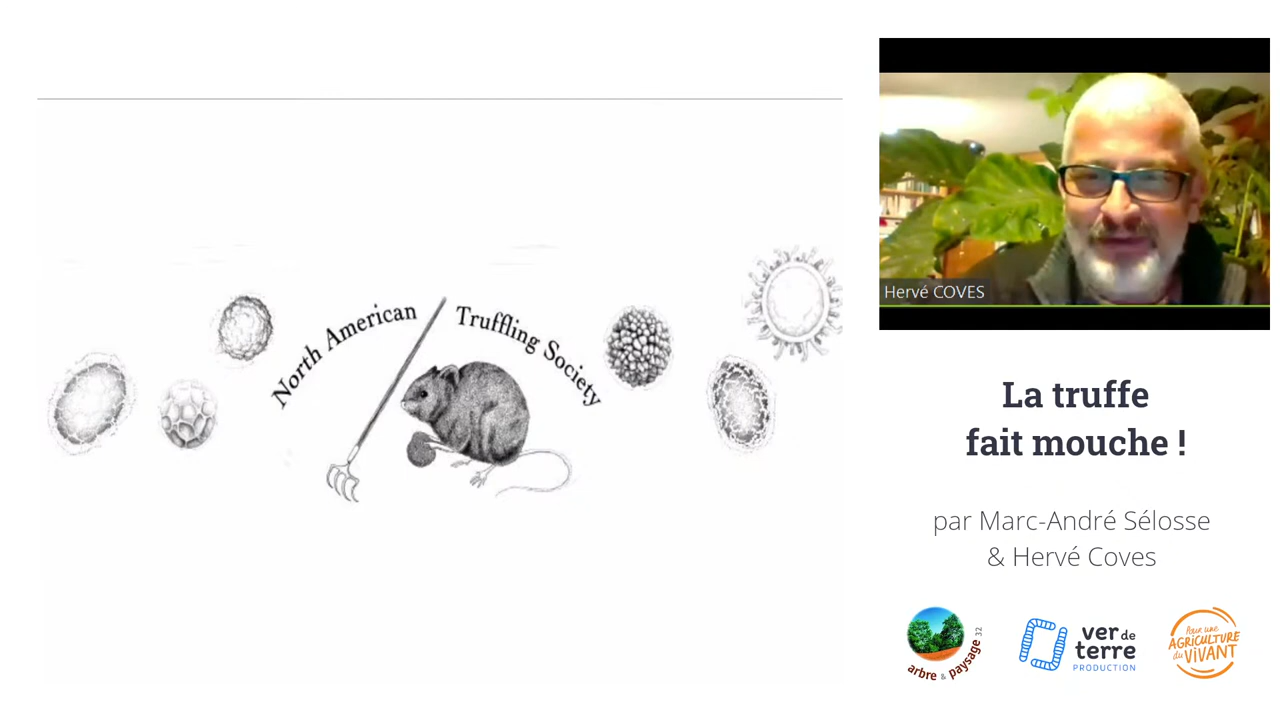 North American Truffling Society
Hervé COVES
La truffe
fait mouche !
par Marc-André Sélosse
& Hervé Coves
arbre & paysage 32
ver de
terre
PRODUCTION
Pour une
AGRICULTURE
du VIVANT